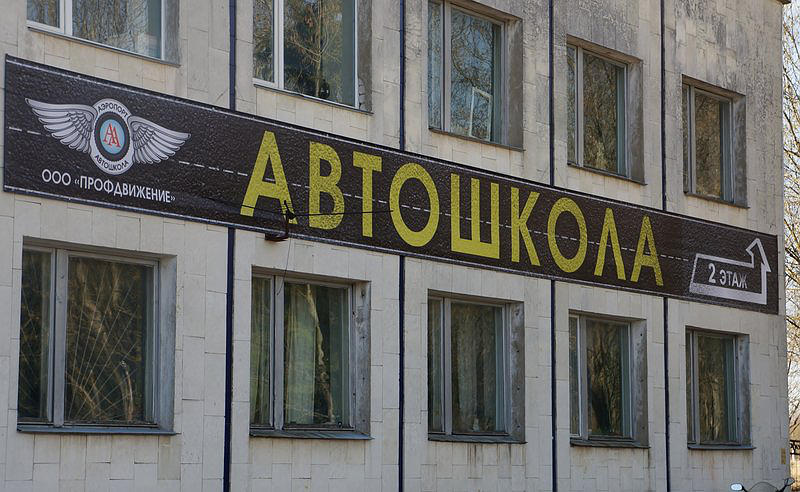 АЭРОПОРТ
АА
АВТОШКОЛА
ООО «ПРОФДВИЖЕНИЕ»
АВТОШКОЛА
2 ЭТАЖ